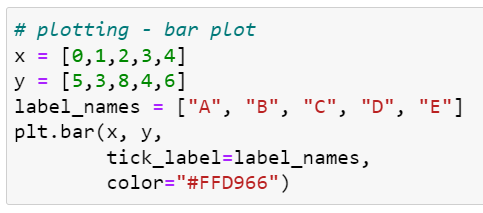 # plotting - bar plot
x = [0,1,2,3,4]
y = [5,3,8,4,6]
label_names = ["A", "B", "C", "D", "E"]
plt.bar(x, y,
        tick_label=label_names,
        color="#FFD966")